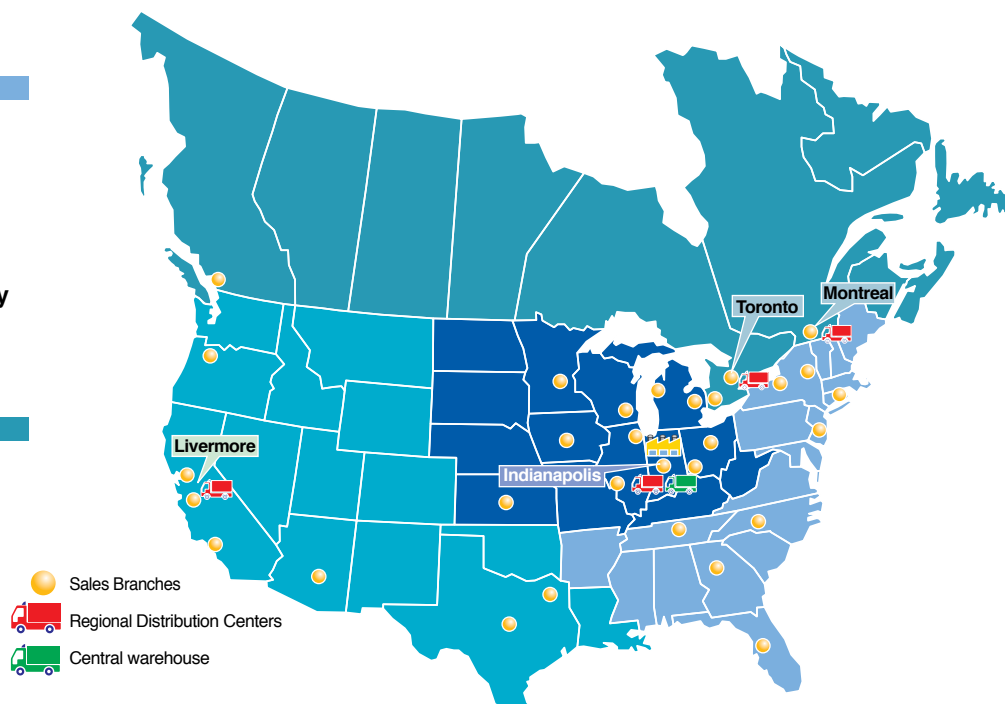 y
Montreal
Toronto
Livermore
Indianapolis
Sales Branches
Regional Distribution Centers
Central warehouse